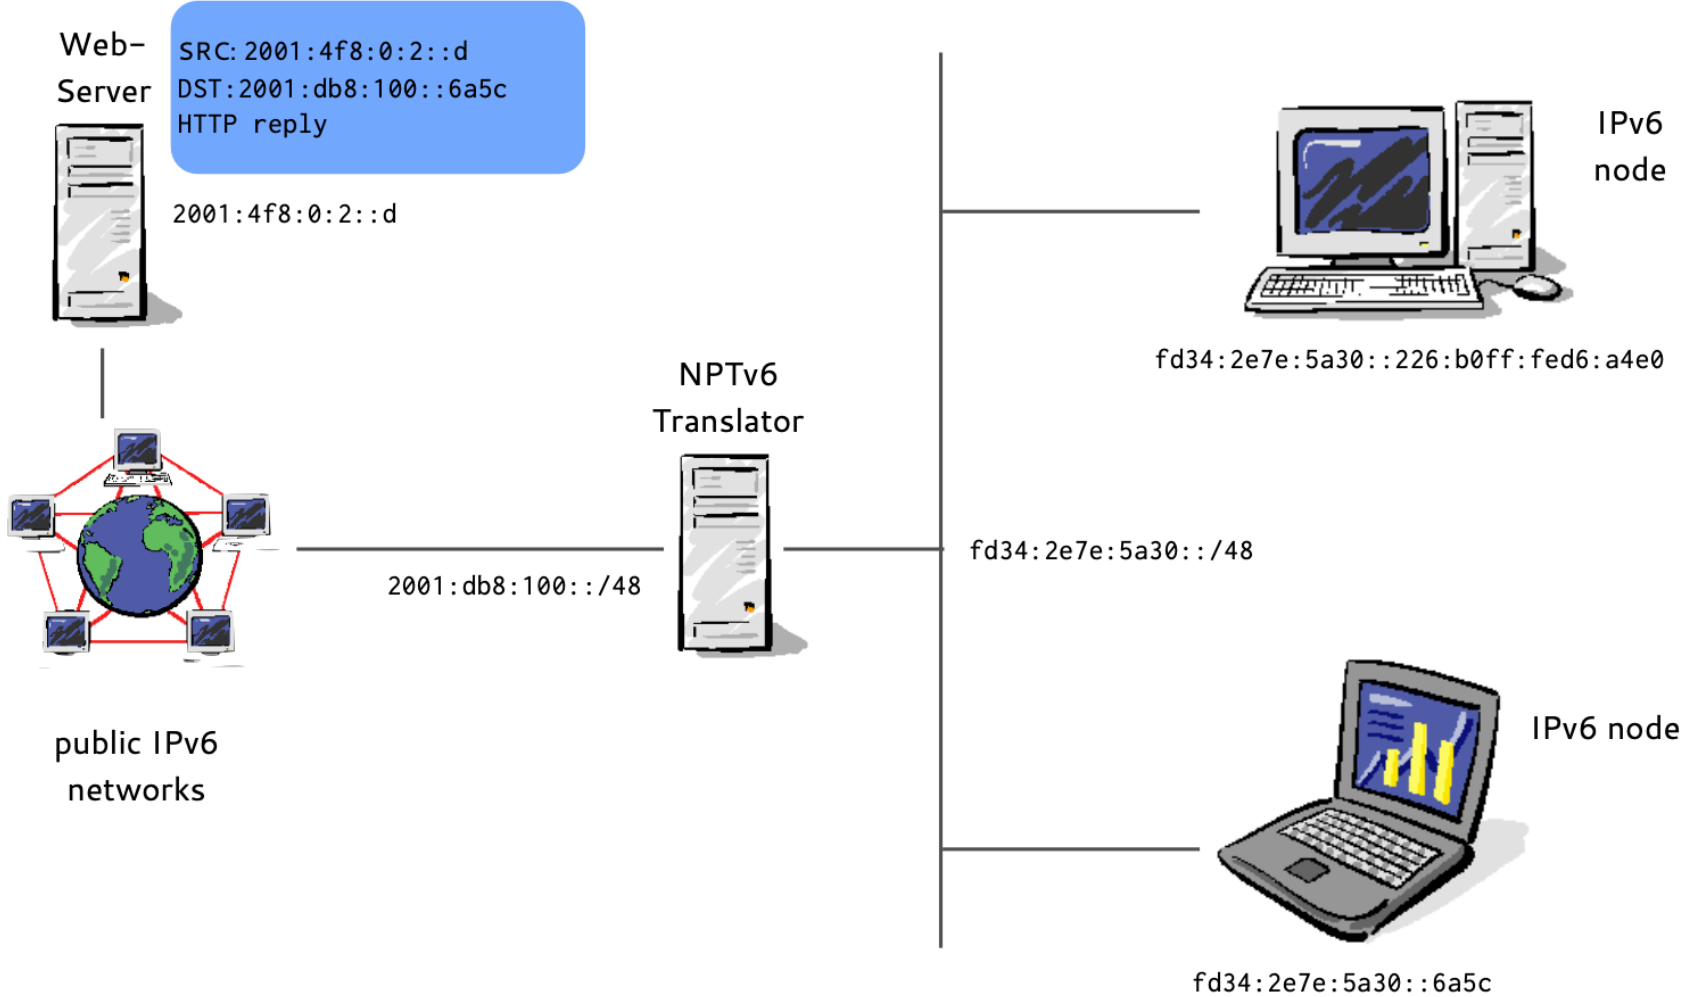 Web-
Server
SRC: 2001:4f8:0:2::d
DST:2001:db8:100::6a5c
HTTP reply
2001:4f8:0:2::d
IPv6
node
fd34:2e7e:5a30::226:b0ff:fed6:a4e0
NPTv6
Translator
2001:db8:100::/48
fd34:2e7e:5a30::/48
public IPv6
networks
IPv6 node
fd34:2e7e:5a30::6a5c